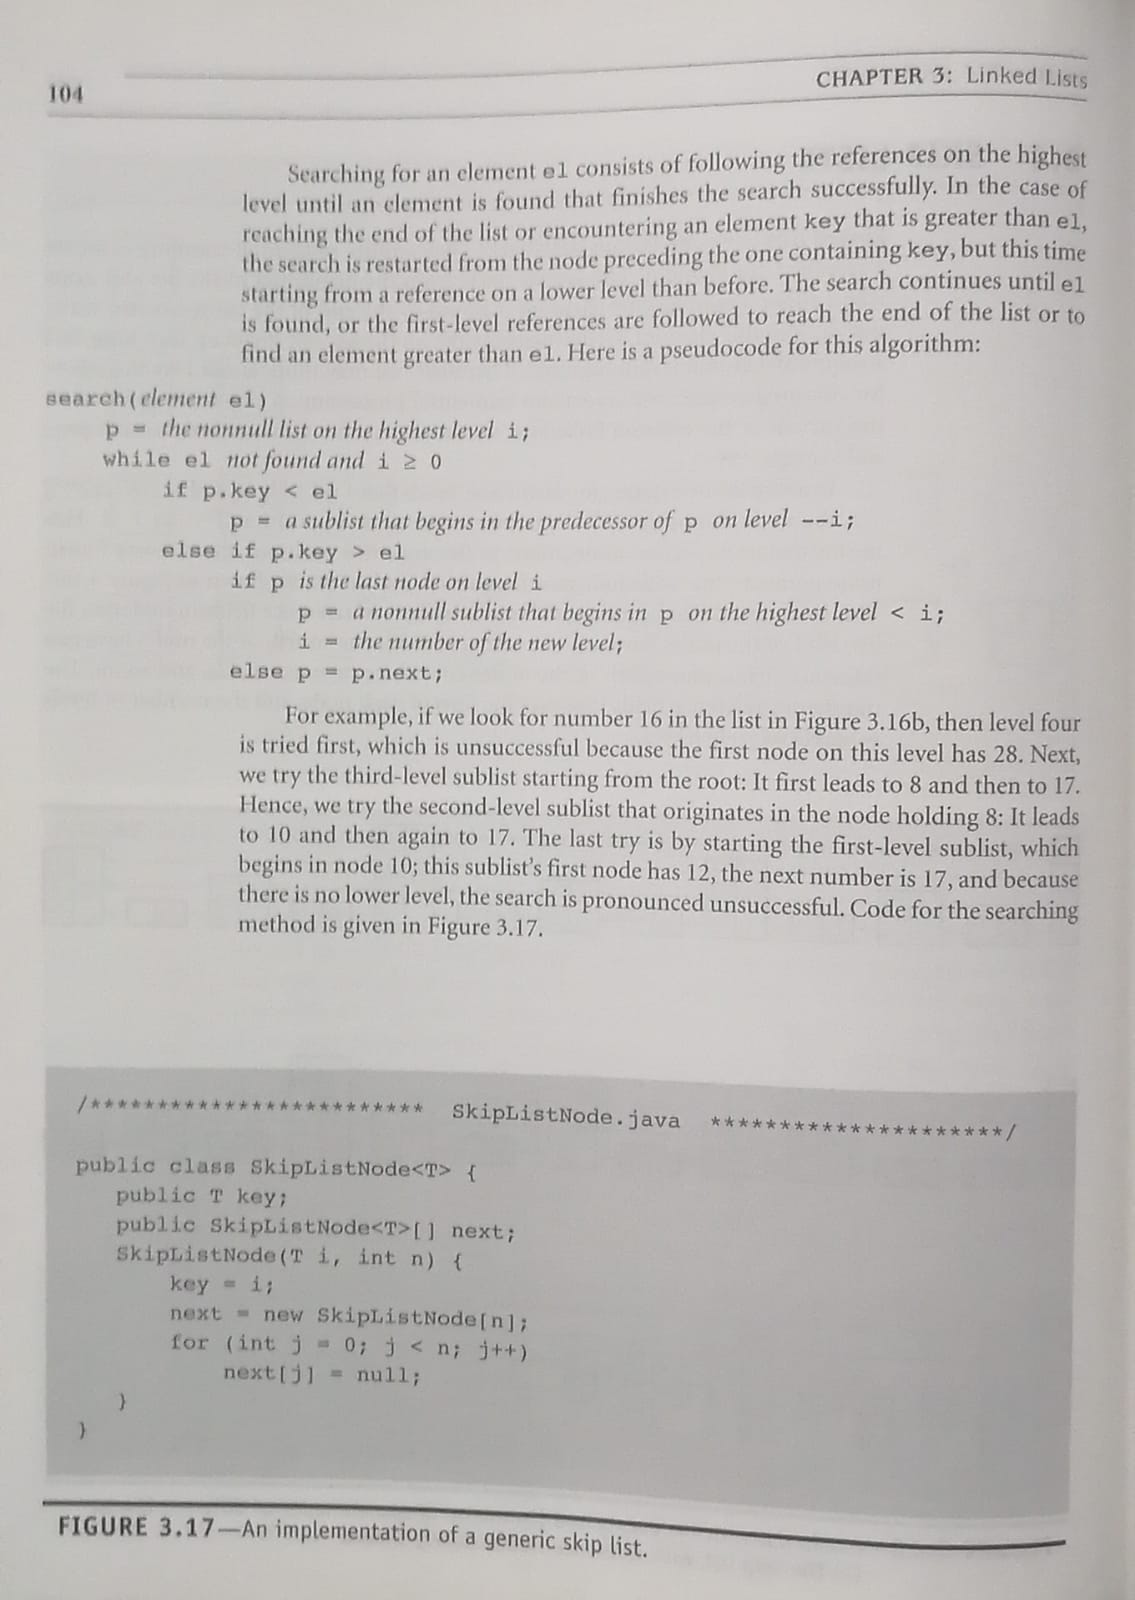 104
CHAPTER 3: Linked Lists
Searching for an element el consists of following the references on the highest
level until an element is found that finishes the search successfully. In the case of
reaching the end of the list or encountering an element key that is greater than el,
the search is restarted from the node preceding the one containing key, but this time
starting from a reference on a lower level than before. The search continues until el
is found, or the first-level references are followed to reach the end of the list or to
find an element greater than el. Here is a pseudocode for this algorithm:
search(element el)
p = the nonnull list on the highest level i;
while el not found and i ≥ 0
if p.key < el
p = a sublist that begins in the predecessor of p on level --i;
else if p.key > el
if p is the last node on level i
p = a nonnull sublist that begins in p on the highest level < i;
i = the number of the new level;
else p = p.next;
For example, if we look for number 16 in the list in Figure 3.16b, then level four
is tried first, which is unsuccessful because the first node on this level has 28. Next,
we try the third-level sublist starting from the root: It first leads to 8 and then to 17.
Hence, we try the second-level sublist that originates in the node holding 8: It leads
to 10 and then again to 17. The last try is by starting the first-level sublist, which
begins in node 10; this sublist's first node has 12, the next number is 17, and because
there is no lower level, the search is pronounced unsuccessful. Code for the searching
method is given in Figure 3.17.
/************************* SkipListNode.java *********************/
public class SkipListNode<T> {
public T key;
public SkipListNode<T>[] next;
SkipListNode(T i, int n) {
key = i;
next = new SkipListNode[n];
for (int j = 0; j < n; j++)
next[j] = null;
}
}
FIGURE 3.17—An implementation of a generic skip list.